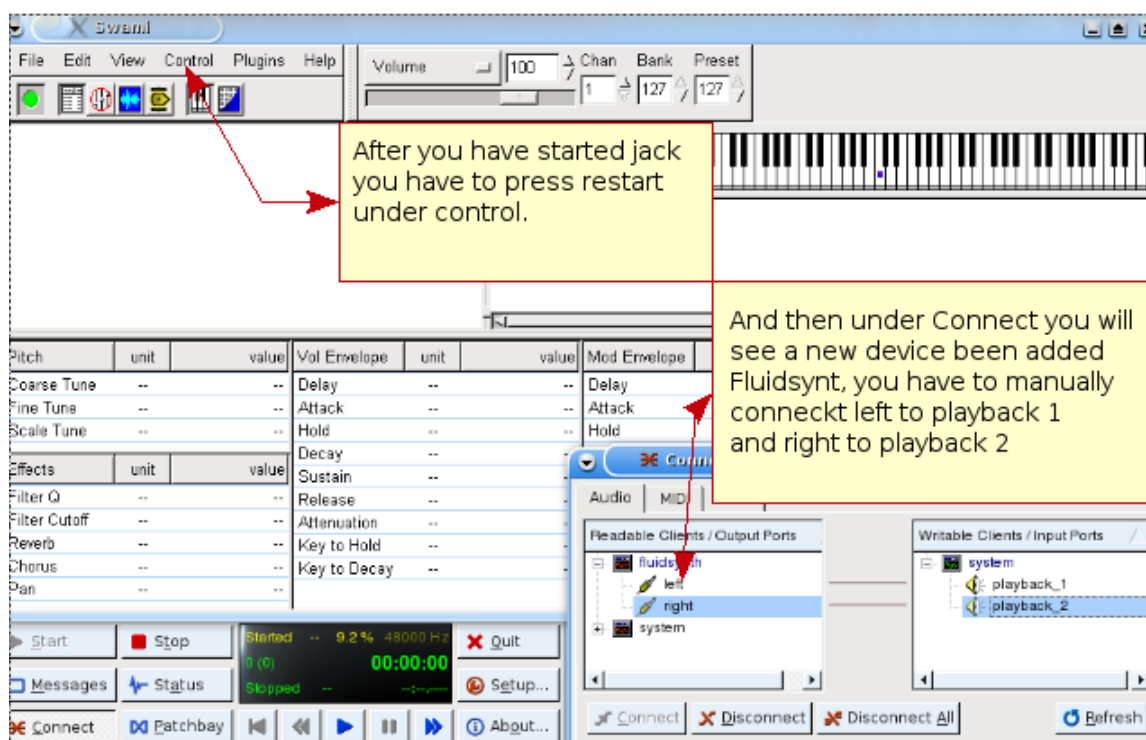 Swami
File Edit View Control Plugins Help
Volume 100 Chan Bank Preset
1 127 127
After you have started jack
you have to press restart
under control.
And then under Connect you will
see a new device been added
Fluidsynt, you have to manually
conneckt left to playback 1
and right to playback 2
Pitch unit value
Coarse Tune -- --
Fine Tune -- --
Scale Tune -- --
Effects unit value
Filter Q -- --
Filter Cutoff -- --
Reverb -- --
Chorus -- --
Pan -- --
Vol Envelope unit value
Delay -- --
Attack -- --
Hold -- --
Decay --
Sustain --
Release --
Attenuation --
Key to Hold --
Key to Decay --
Mod Envelope
Delay
Attack
Hold
Audio MIDI
Readable Clients / Output Ports
fluidsynth
left
right
system
Writable Clients / Input Ports
system
playback_1
playback_2
Connect Disconnect Disconnect All Refresh
Start Stop
Messages Status
Connect Patchbay
Started -- 9.2 % 48000 Hz
0 (0) 00:00:00
Stopped -- --:--.----
Quit
Setup...
About...